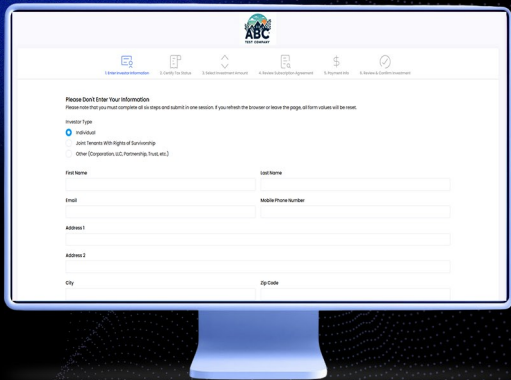 ABC
TEST COMPANY
1. Enter Investor Information
2. Certify Tax Status
3. Select Investment Amount
4. Review Subscription Agreement
5. Payment Info
6. Review & Confirm Investment
Please Don't Enter Your Information
Please note that you must complete all six steps and submit in one session. If you refresh the browser or leave the page, all form values will be reset.
Investor Type
Individual
Joint Tenants With Rights of Survivorship
Other (Corporation, LLC, Partnership, Trust, etc.)
First Name
Last Name
Email
Mobile Phone Number
Address 1
Address 2
City
Zip Code